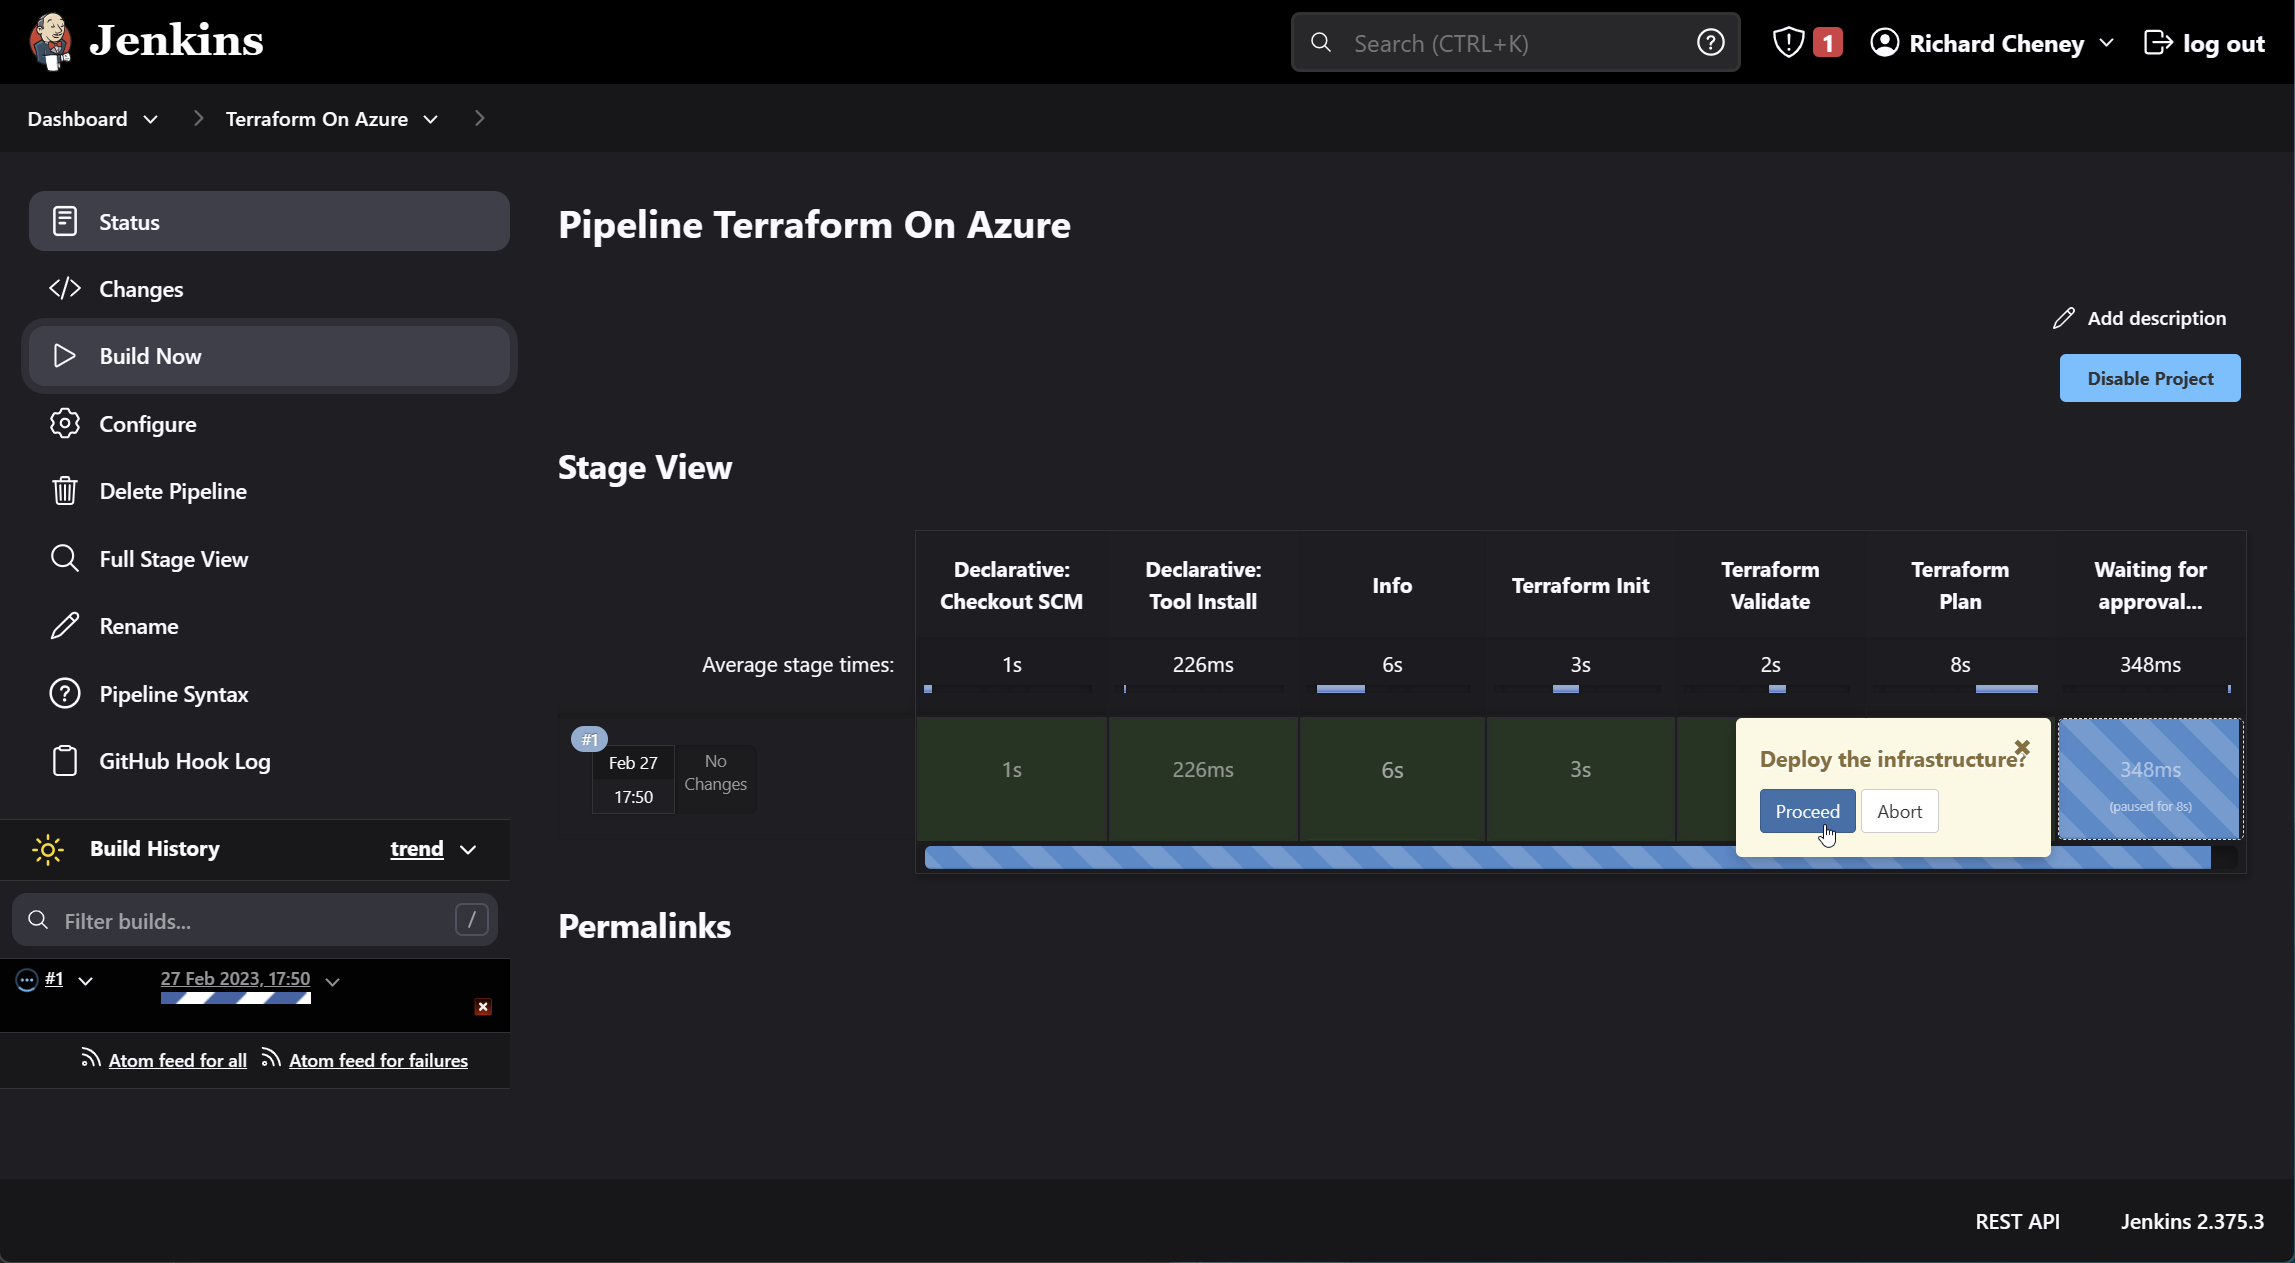 Jenkins
Search (CTRL+K)
1
Richard Cheney
log out
Dashboard
Terraform On Azure
Status
Changes
Build Now
Configure
Delete Pipeline
Full Stage View
Rename
Pipeline Syntax
GitHub Hook Log
Build History
trend
Filter builds...
/
#1
27 Feb 2023, 17:50
Atom feed for all
Atom feed for failures
Pipeline Terraform On Azure
Add description
Disable Project
Stage View
Declarative: Checkout SCM
Declarative: Tool Install
Info
Terraform Init
Terraform Validate
Terraform Plan
Waiting for approval...
Average stage times:
1s
226ms
6s
3s
2s
8s
348ms
#1
Feb 27
17:50
No Changes
1s
226ms
6s
3s
Deploy the infrastructure?
Proceed
Abort
348ms
(paused for 8s)
Permalinks
REST API
Jenkins 2.375.3